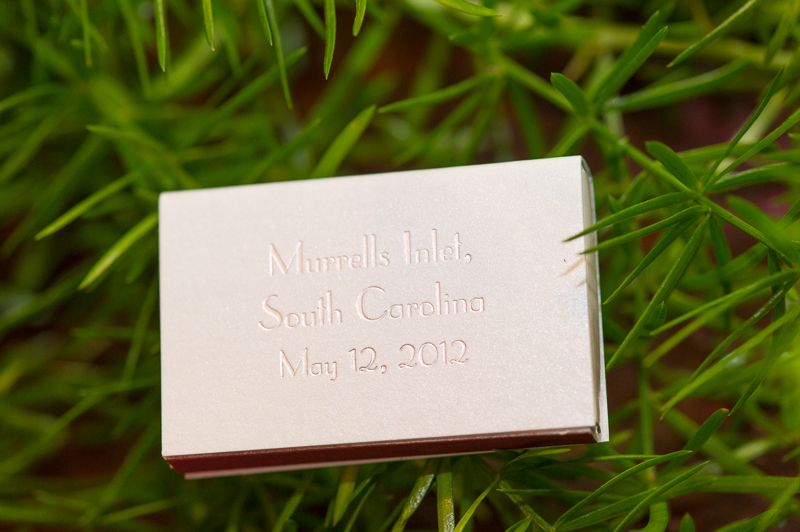 Murrells Inlet,
South Carolina
May 12, 2012